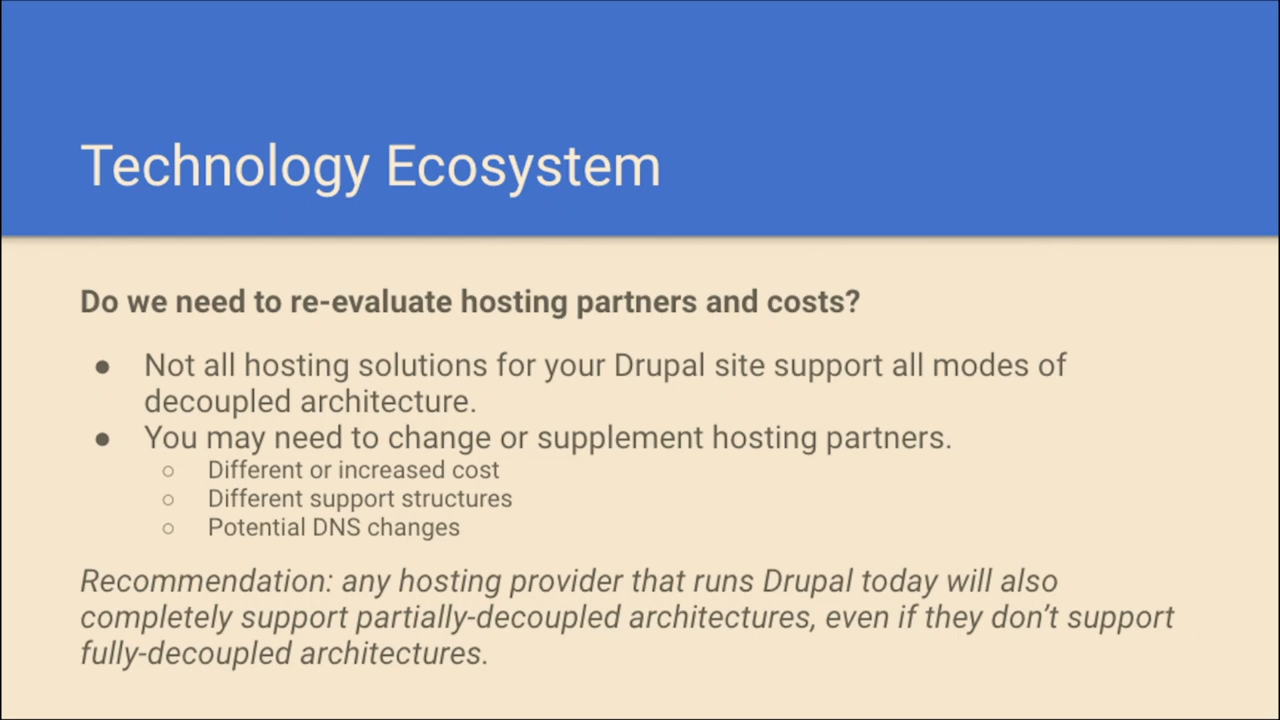 Technology Ecosystem
Do we need to re-evaluate hosting partners and costs?
● Not all hosting solutions for your Drupal site support all modes of
decoupled architecture.
● You may need to change or supplement hosting partners.
○ Different or increased cost
○ Different support structures
○ Potential DNS changes
Recommendation: any hosting provider that runs Drupal today will also
completely support partially-decoupled architectures, even if they don’t support
fully-decoupled architectures.